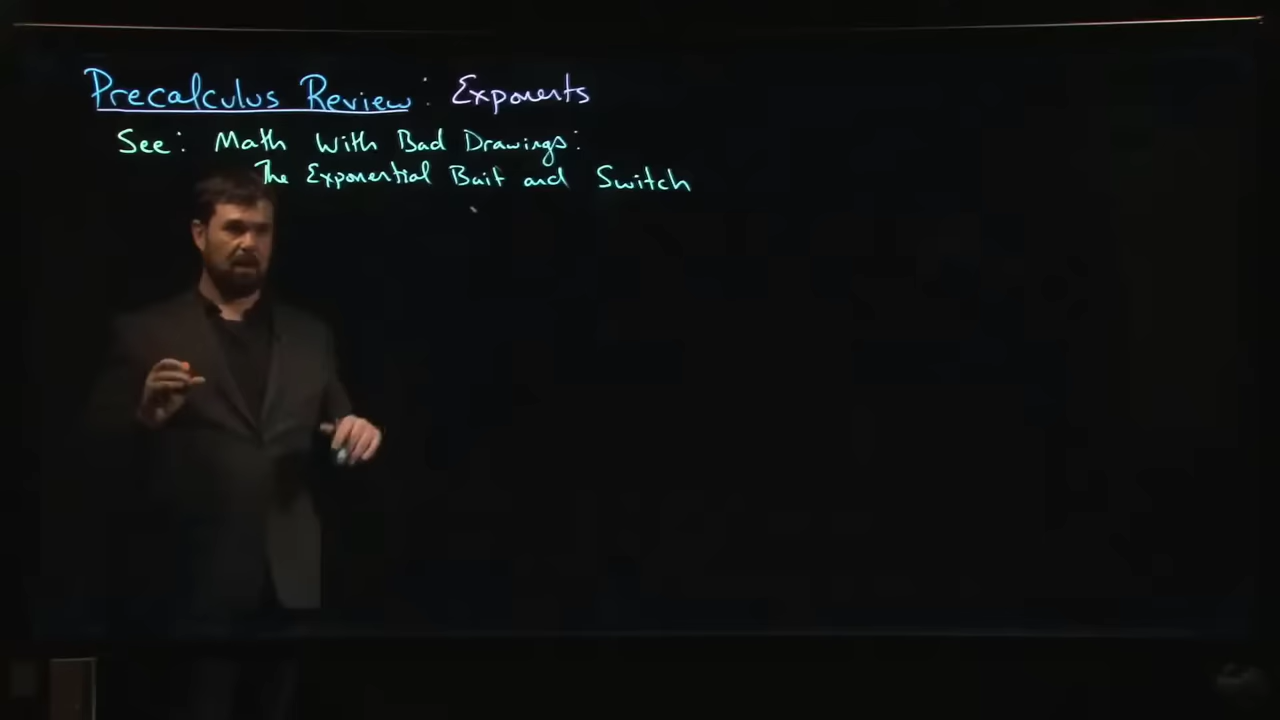 Precalculus Review: Exponents
See: Math With Bad Drawings:
The Exponential Bait and Switch